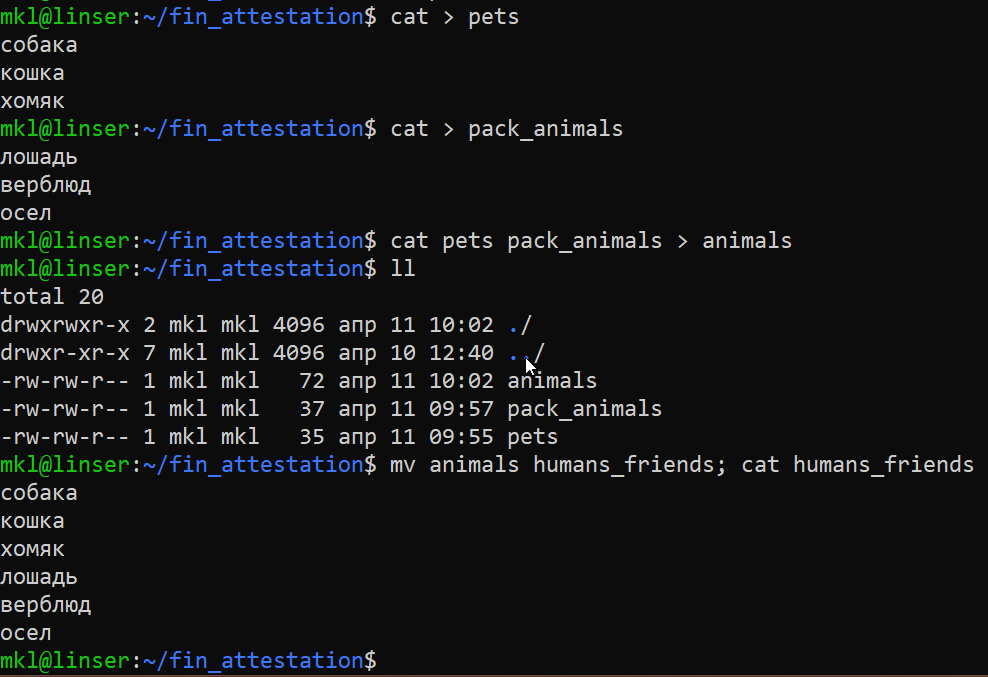 mkl@linser:~/fin_attestation$ cat > pets
собака
кошка
хомяк
mkl@linser:~/fin_attestation$ cat > pack_animals
лошадь
верблюд
осел
mkl@linser:~/fin_attestation$ cat pets pack_animals > animals
mkl@linser:~/fin_attestation$ ll
total 20
drwxrwxr-x 2 mkl mkl 4096 апр 11 10:02 ./
drwxr-xr-x 7 mkl mkl 4096 апр 10 12:40 ../
-rw-rw-r-- 1 mkl mkl   72 апр 11 10:02 animals
-rw-rw-r-- 1 mkl mkl   37 апр 11 09:57 pack_animals
-rw-rw-r-- 1 mkl mkl   35 апр 11 09:55 pets
mkl@linser:~/fin_attestation$ mv animals humans_friends; cat humans_friends
собака
кошка
хомяк
лошадь
верблюд
осел
mkl@linser:~/fin_attestation$